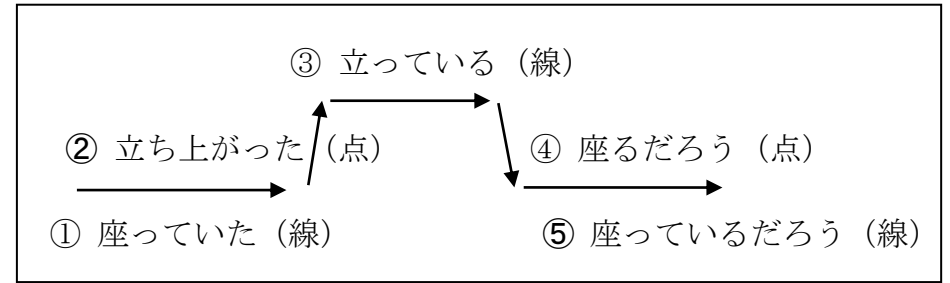 ③ 立っている（線）
② 立ち上がった（点）
④ 座るだろう（点）
① 座っていた（線）
⑤ 座っているだろう（線）